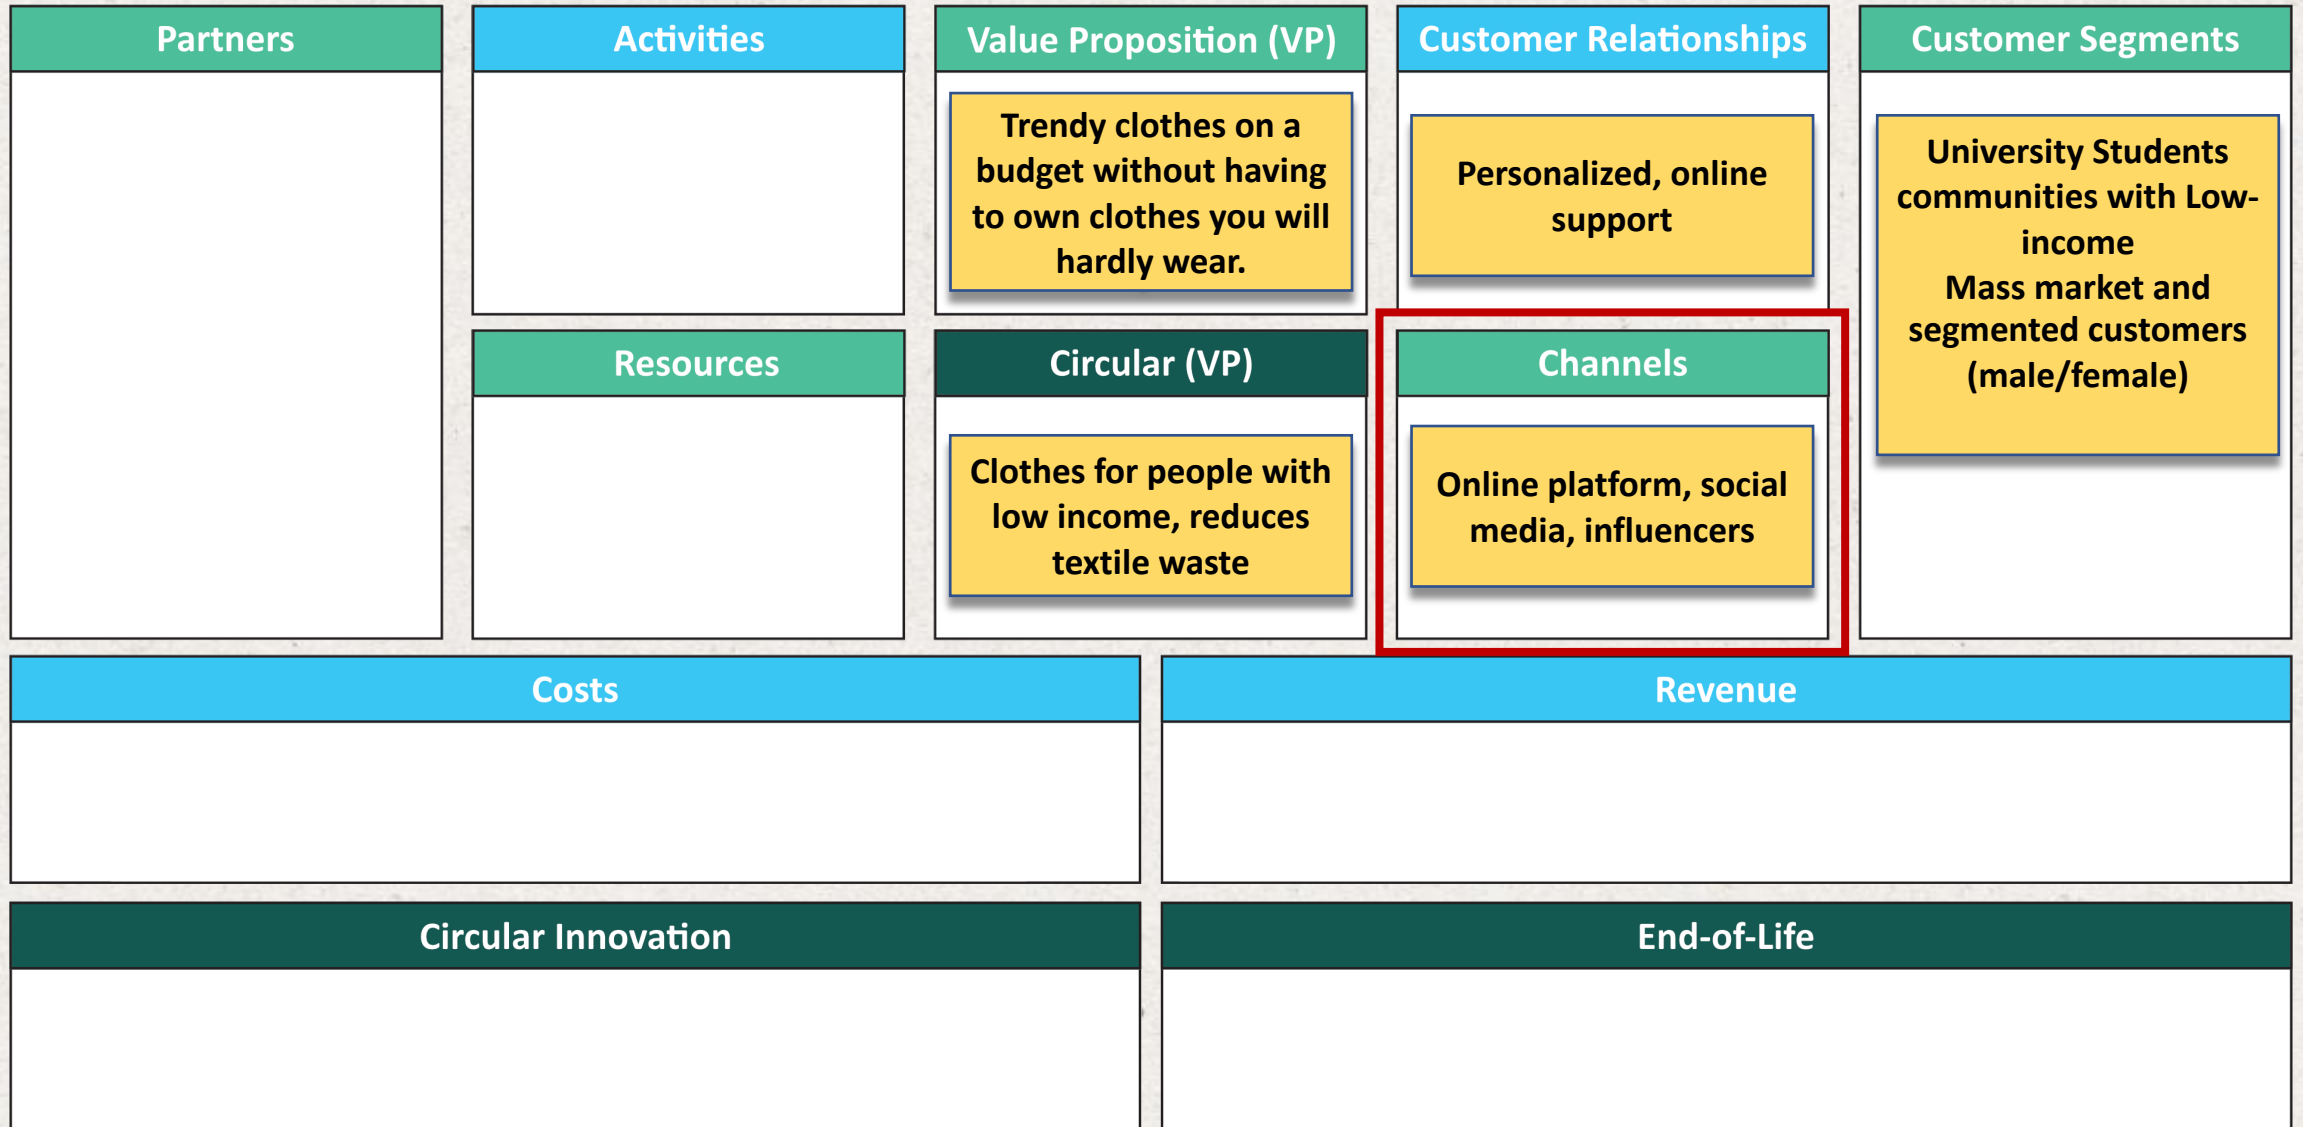 Partners
Activities
Value Proposition (VP)
Customer Relationships
Customer Segments
Trendy clothes on a
budget without having
to own clothes you will
hardly wear.
Personalized, online
support
University Students
communities with Low-
income
Mass market and
segmented customers
(male/female)
Resources
Circular (VP)
Channels
Clothes for people with
low income, reduces
textile waste
Online platform, social
media, influencers
Costs
Revenue
Circular Innovation
End-of-Life